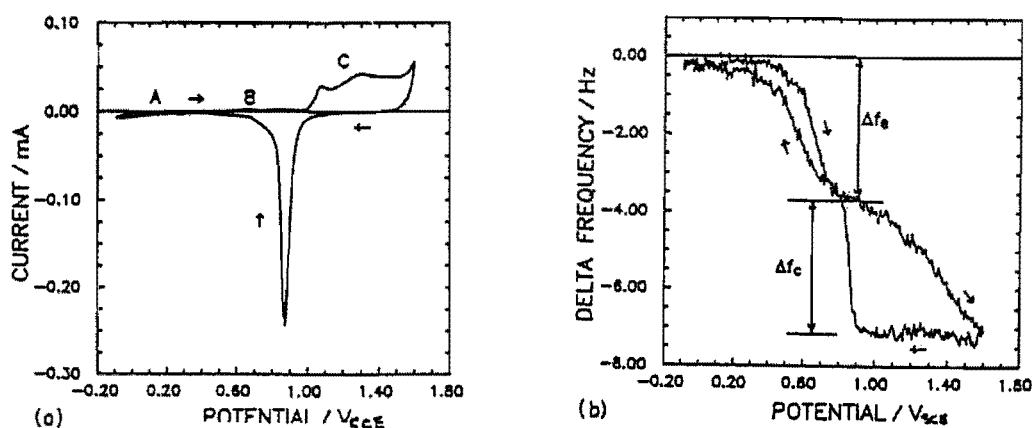 0.10
0.00
-0.10
-0.20
-0.30
CURRENT / mA
A → B
C
←
↑
-0.20 0.20 0.60 1.00 1.40 1.80
(a) POTENTIAL / VSCE
0.00
-2.00
-4.00
-6.00
-8.00
DELTA FREQUENCY / Hz
ΔfB
Δfc
-0.20 0.20 0.60 1.00 1.40 1.80
(b) POTENTIAL / VSCE